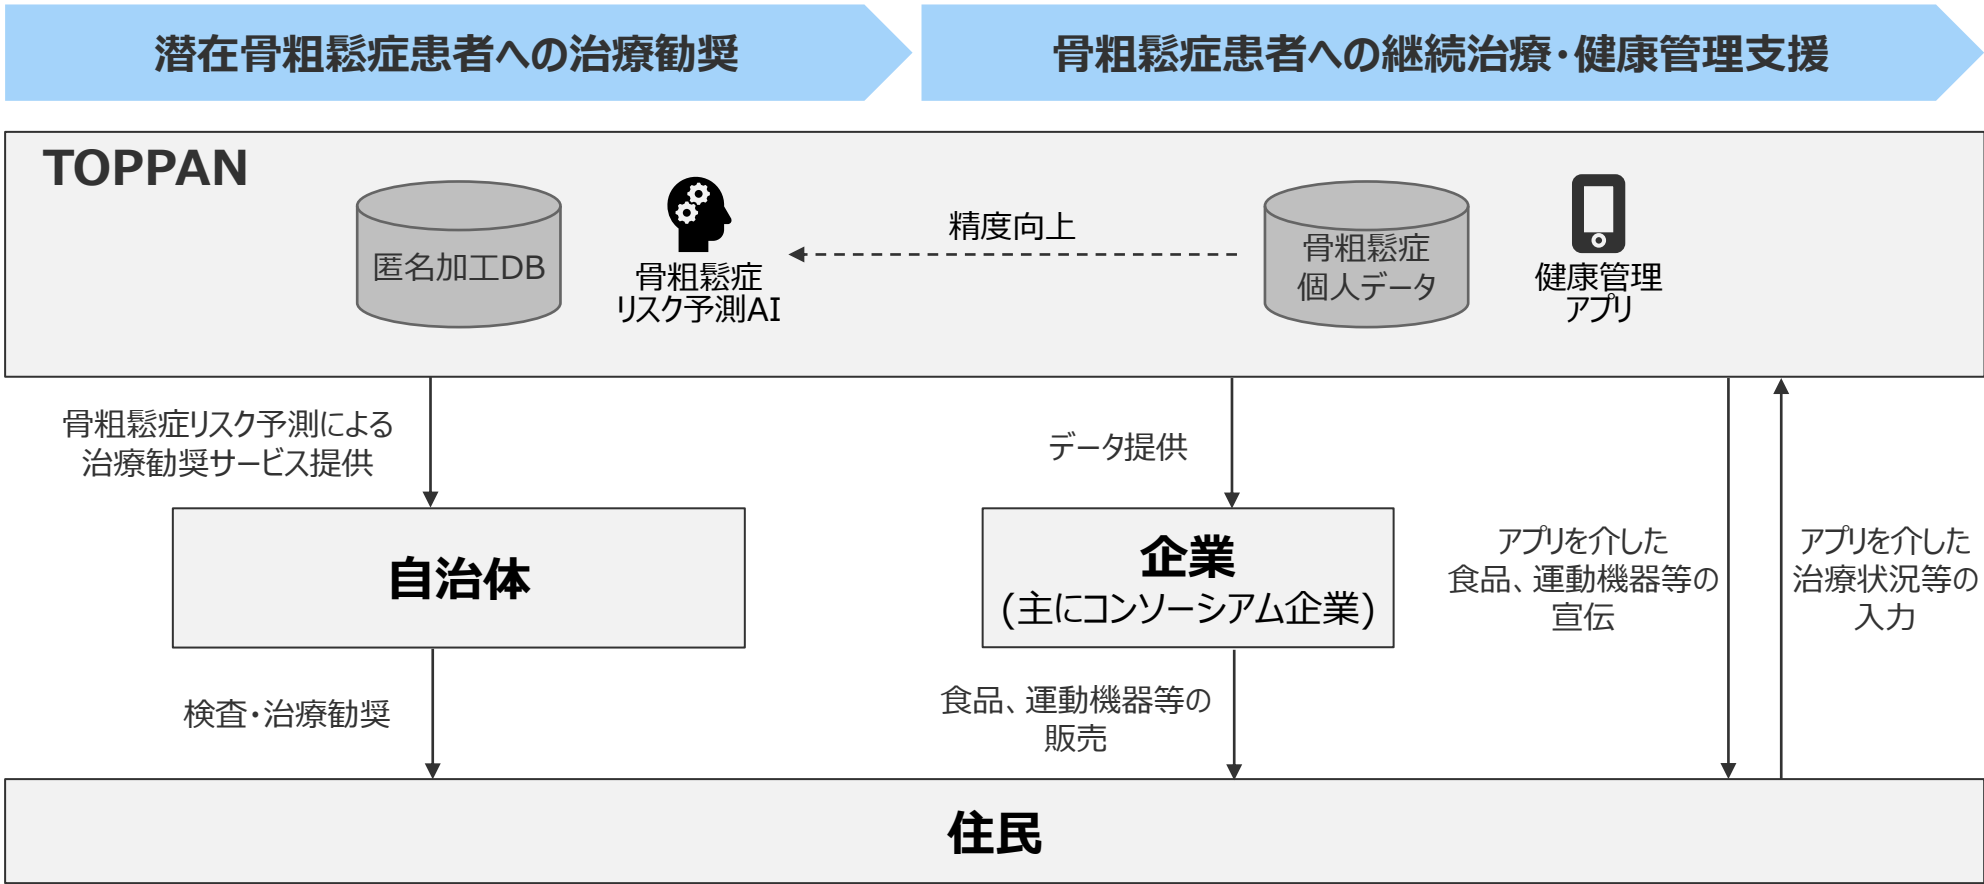 潜在骨粗鬆症患者への治療勧奨
骨粗鬆症患者への継続治療・健康管理支援
TOPPAN
匿名加工DB
骨粗鬆症
リスク予測AI
精度向上
骨粗鬆症
個人データ
健康管理
アプリ
骨粗鬆症リスク予測による
治療勧奨サービス提供
データ提供
自治体
企業
(主にコンソーシアム企業)
アプリを介した
食品、運動機器等の
宣伝
アプリを介した
治療状況等の
入力
検査・治療勧奨
食品、運動機器等の
販売
住民